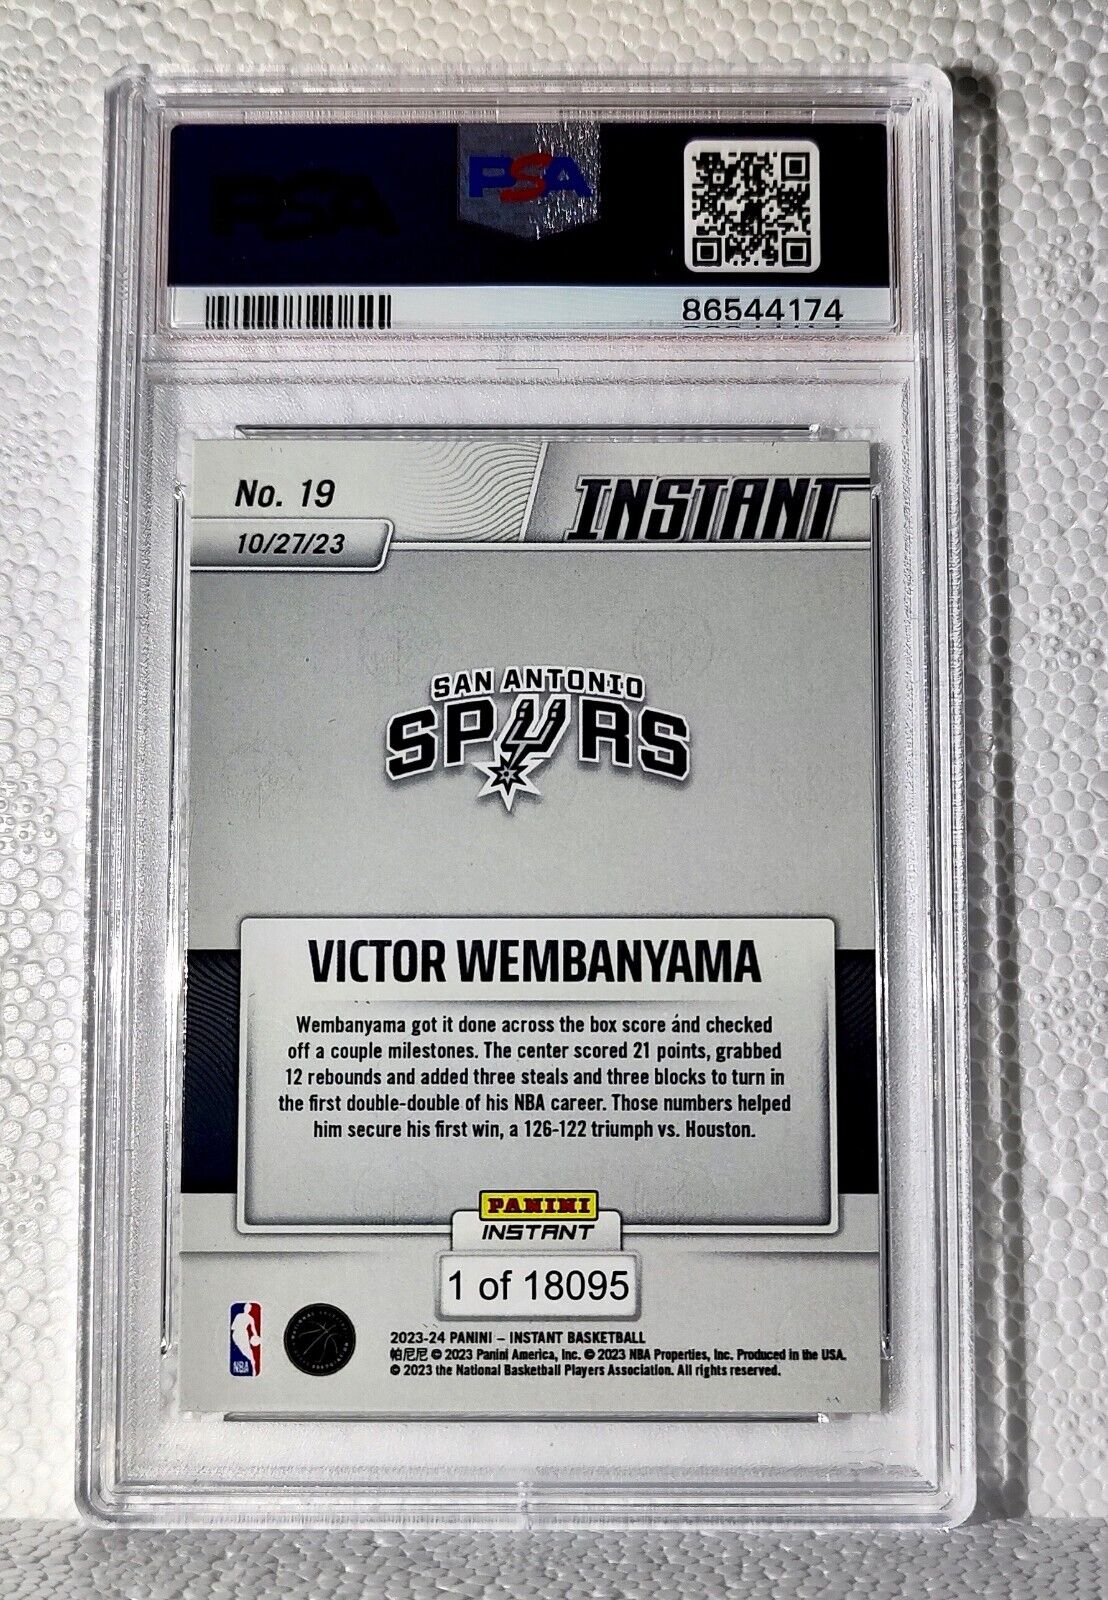 PSA
PSA
86544174
No. 19
INSTANT
10/27/23
SAN ANTONIO
SPURS
VICTOR WEMBANYAMA
Wembanyama got it done across the box score and checked
off a couple milestones. The center scored 21 points, grabbed
12 rebounds and added three steals and three blocks to turn in
the first double-double of his NBA career. Those numbers helped
him secure his first win, a 126-122 triumph vs. Houston.
PANINI
INSTANT
1 of 18095
NBA
2023-24 PANINI – INSTANT BASKETBALL
帕尼尼 © 2023 Panini America, Inc. © 2023 NBA Properties, Inc. Produced in the USA.
© 2023 the National Basketball Players Association. All rights reserved.